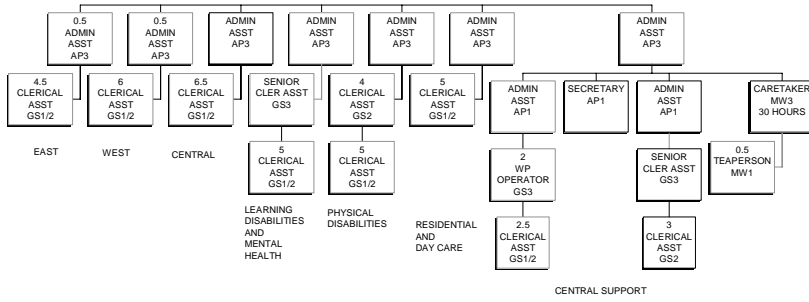 0.5
ADMIN
ASST
AP3
0.5
ADMIN
ASST
AP3
ADMIN
ASST
AP3
ADMIN
ASST
AP3
ADMIN
ASST
AP3
ADMIN
ASST
AP3
ADMIN
ASST
AP3
4.5
CLERICAL
ASST
GS1/2
6
CLERICAL
ASST
GS1/2
6.5
CLERICAL
ASST
GS1/2
SENIOR
CLER ASST
GS3
4
CLERICAL
ASST
GS2
5
CLERICAL
ASST
GS1/2
ADMIN
ASST
AP1
SECRETARY
AP1
ADMIN
ASST
AP1
CARETAKER
MW3
30 HOURS
EAST
WEST
CENTRAL
5
CLERICAL
ASST
GS1/2
5
CLERICAL
ASST
GS1/2
2
WP
OPERATOR
GS3
SENIOR
CLER ASST
GS3
0.5
TEAPERSON
MW1
LEARNING
DISABILITIES
AND
MENTAL
HEALTH
PHYSICAL
DISABILITIES
RESIDENTIAL
AND
DAY CARE
2.5
CLERICAL
ASST
GS1/2
3
CLERICAL
ASST
GS2
CENTRAL SUPPORT